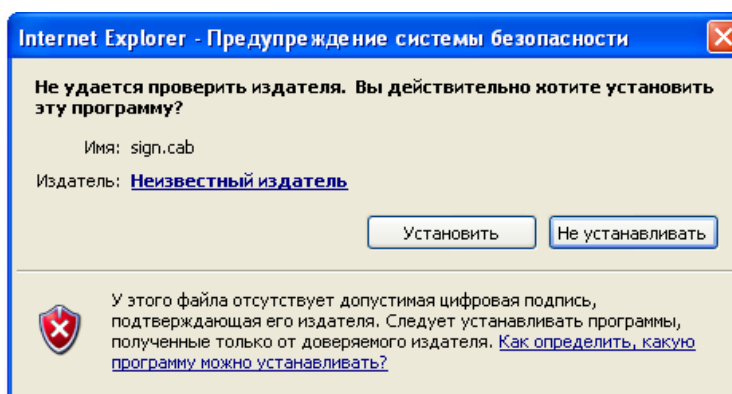 Internet Explorer - Предупреждение системы безопасности
Не удается проверить издателя. Вы действительно хотите установить
эту программу?
Имя: sign.cab
Издатель: Неизвестный издатель
Установить Не устанавливать
У этого файла отсутствует допустимая цифровая подпись,
подтверждающая его издателя. Следует устанавливать программы,
полученные только от доверяемого издателя. Как определить, какую
программу можно устанавливать?